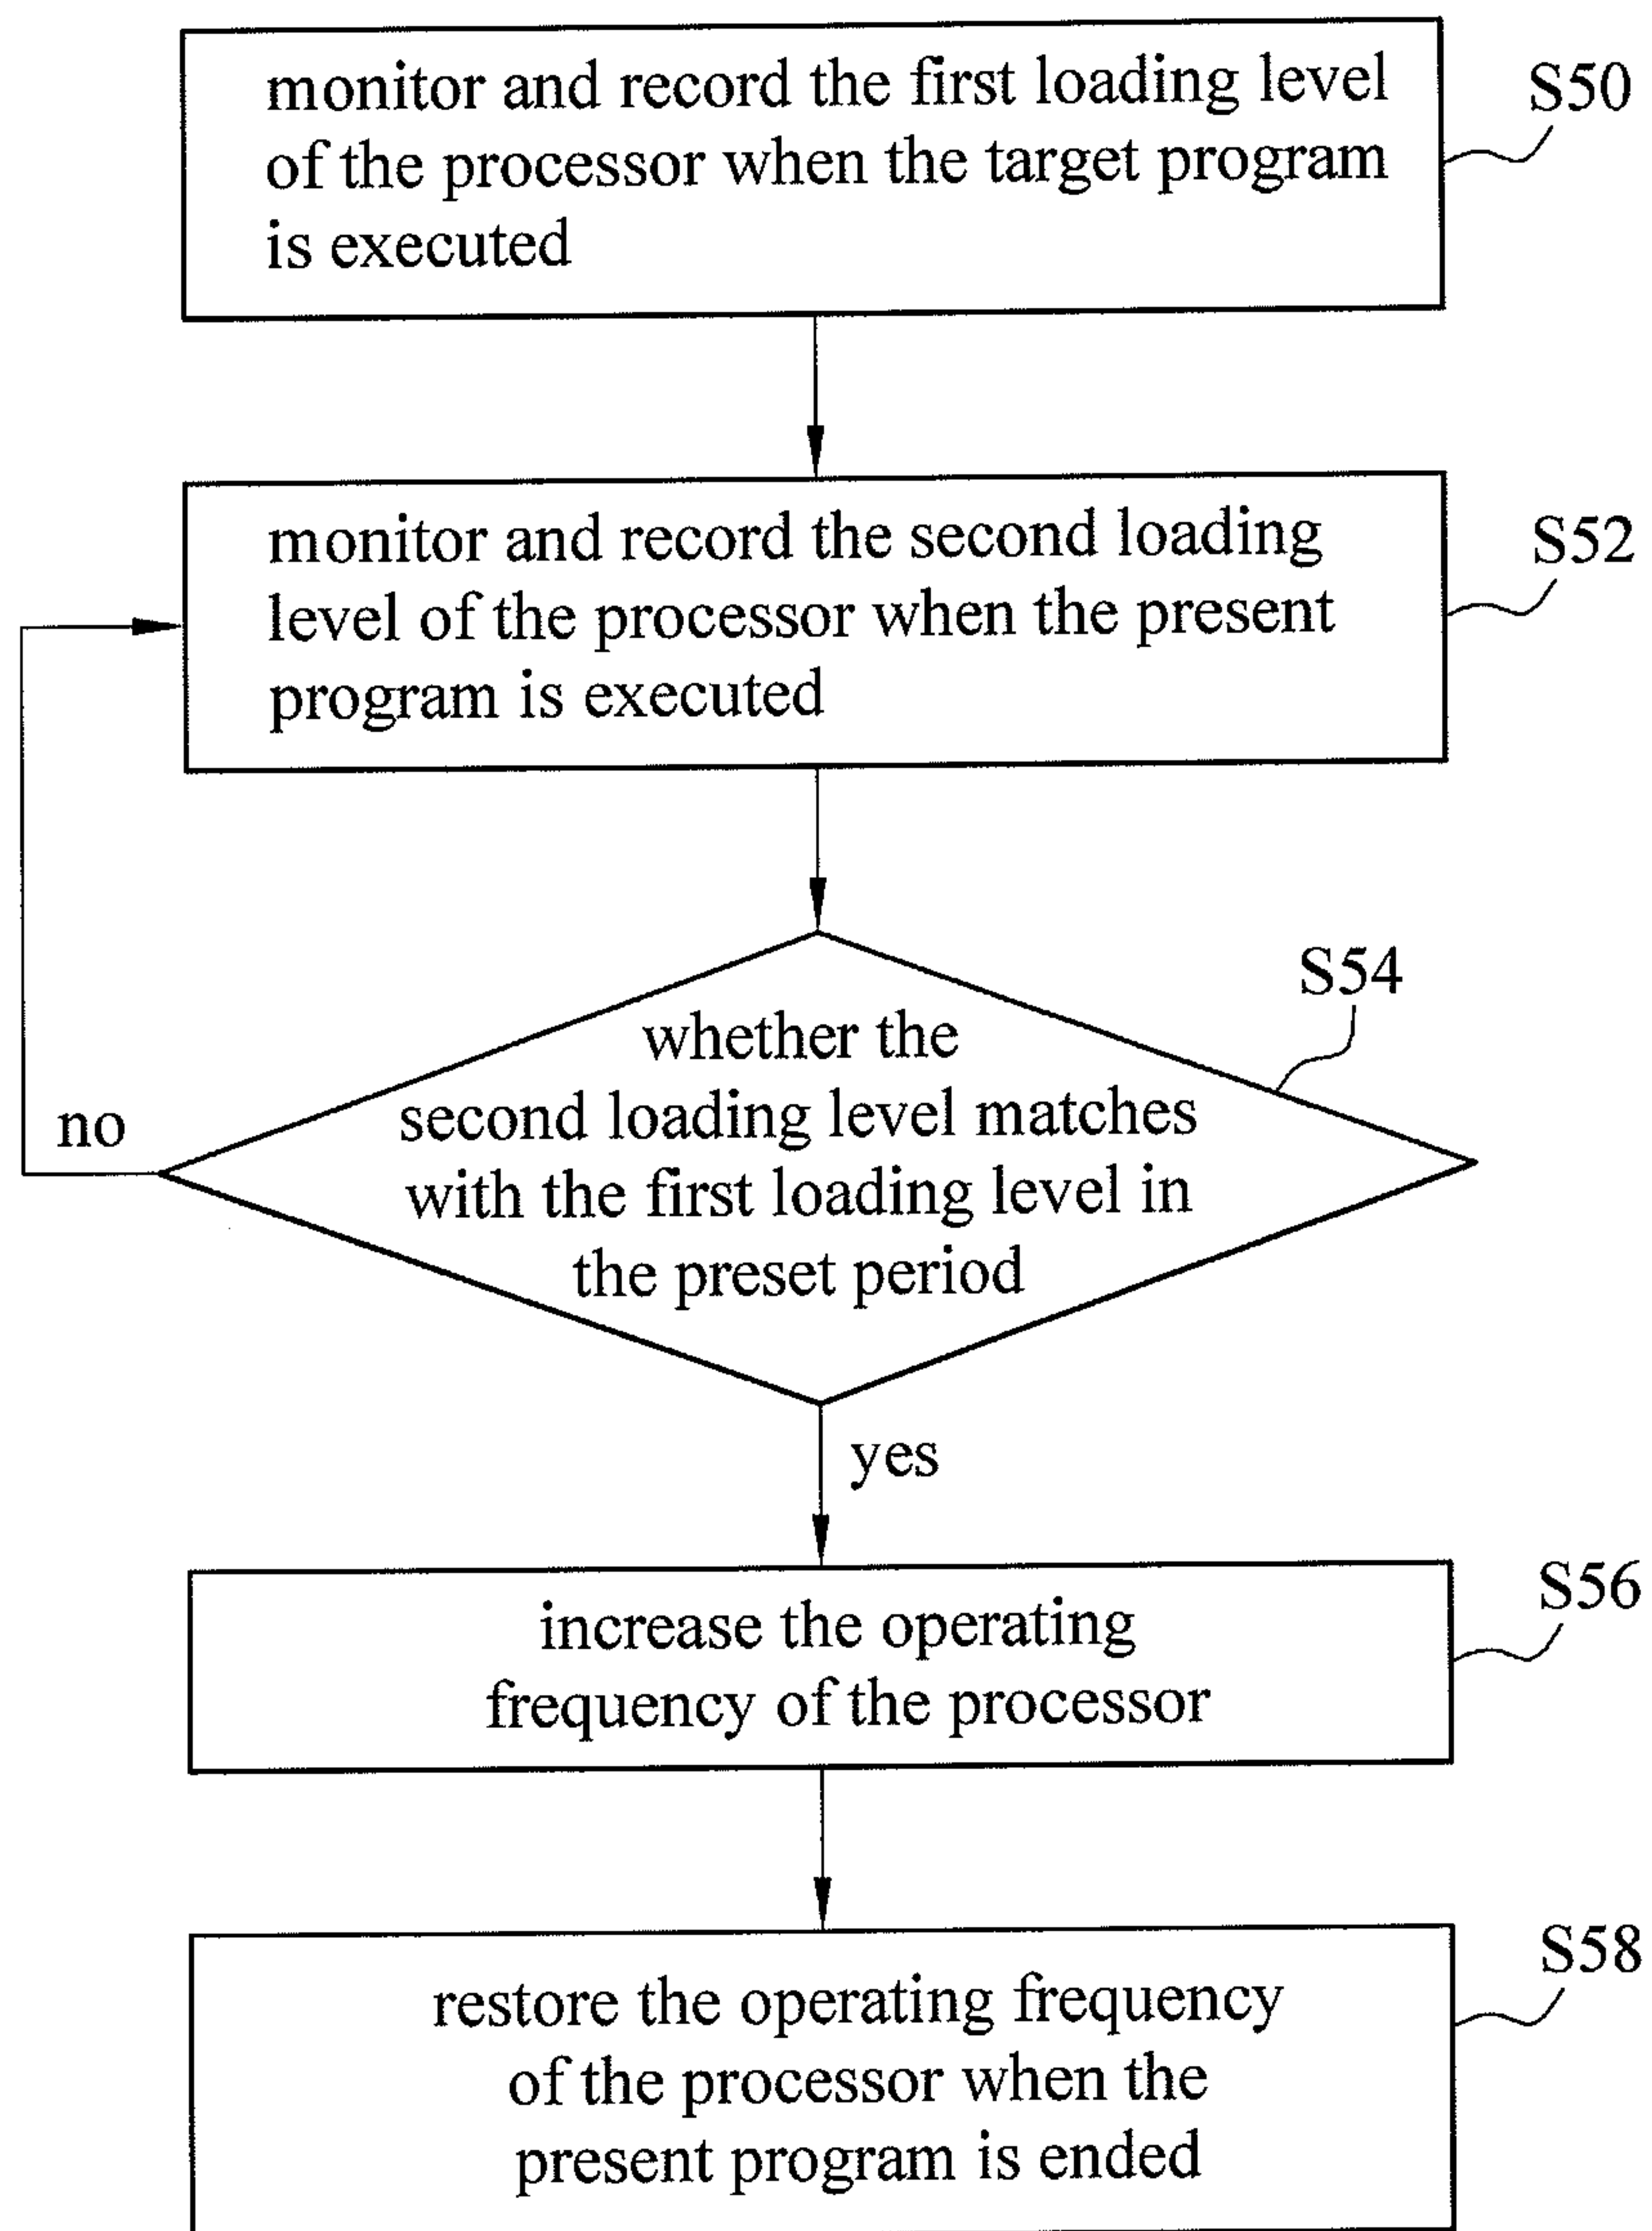 monitor and record the first loading level
of the processor when the target program
is executed
S50
monitor and record the second loading
level of the processor when the present
program is executed
S52
whether the
second loading level matches
with the first loading level in
the preset period
S54
no
yes
increase the operating
frequency of the processor
S56
restore the operating frequency
of the processor when the
present program is ended
S58